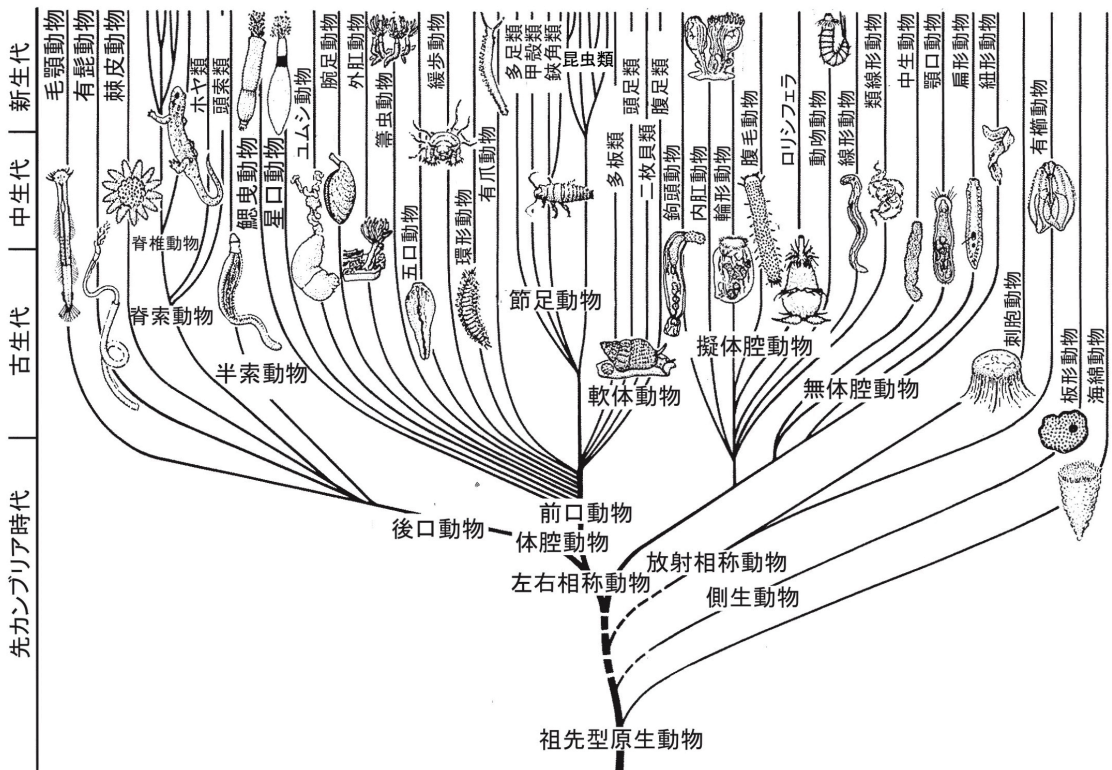 新生代
中生代
古生代
先カンブリア時代
毛顎動物
有髭動物
棘皮動物
ホヤ類
頭索類
脊椎動物
脊索動物
半索動物
鰓曳動物
星口動物
ユムシ動物
腕足動物
外肛動物
箒虫動物
緩歩動物
五口動物
環形動物
有爪動物
多足類
甲殻類
鋏角類
昆虫類
節足動物
多板類
頭足類
二枚貝類
腹足類
軟体動物
鉤頭動物
内肛動物
輪形動物
腹毛動物
ロリシフェラ
動吻動物
線形動物
類線形動物
擬体腔動物
中生動物
顎口動物
扁形動物
紐形動物
無体腔動物
有櫛動物
刺胞動物
板形動物
海綿動物
後口動物
前口動物
体腔動物
左右相称動物
放射相称動物
側生動物
祖先型原生動物